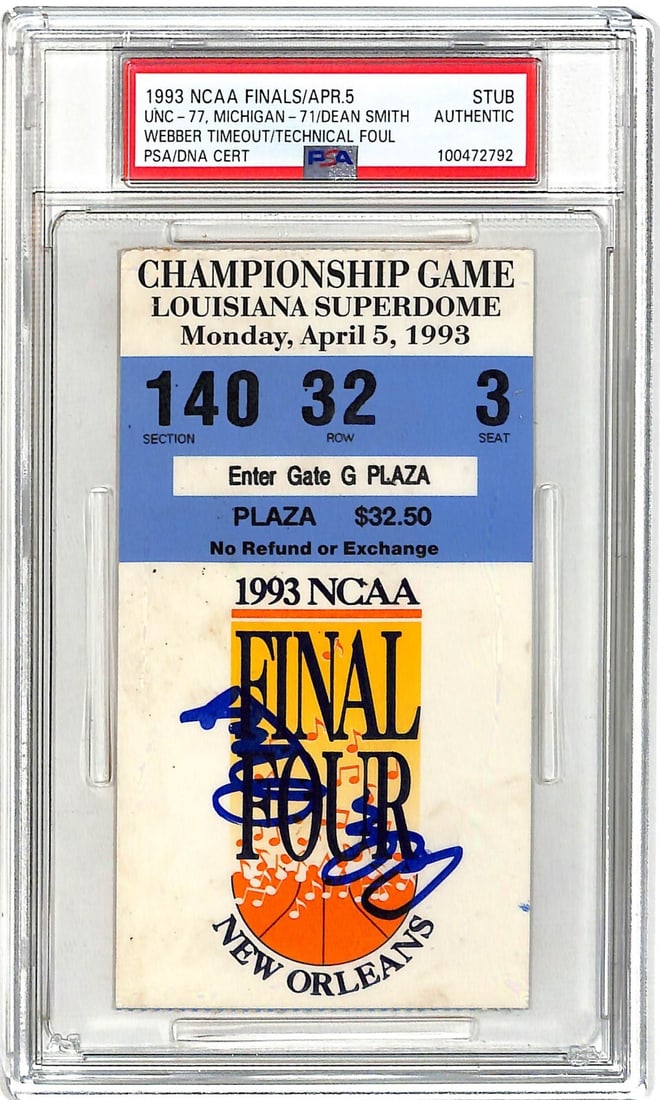 1993 NCAA FINALS/APR.5 STUB
UNC-77, MICHIGAN-71/DEAN SMITH AUTHENTIC
WEBBER TIMEOUT/TECHNICAL FOUL
PSA/DNA CERT PSA 100472792
CHAMPIONSHIP GAME
LOUISIANA SUPERDOME
Monday, April 5, 1993
140 32 3
SECTION ROW SEAT
Enter Gate G PLAZA
PLAZA $32.50
No Refund or Exchange
1993 NCAA
FINAL
FOUR
NEW ORLEANS